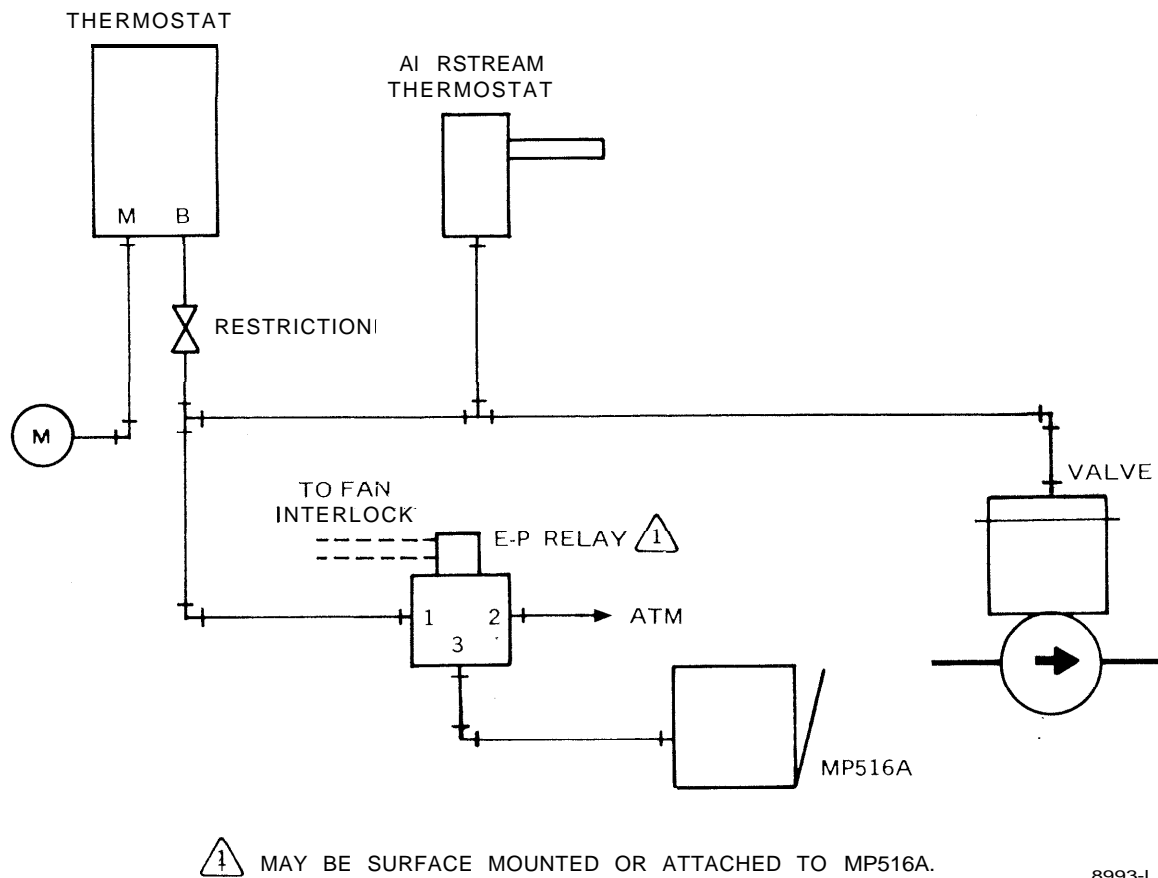 THERMOSTAT
AI RSTREAM
THERMOSTAT
M B
RESTRICTION
M
TO FAN
INTERLOCK
E-P RELAY 1
VALVE
1 2
3
ATM
MP516A
1 MAY BE SURFACE MOUNTED OR ATTACHED TO MP516A.